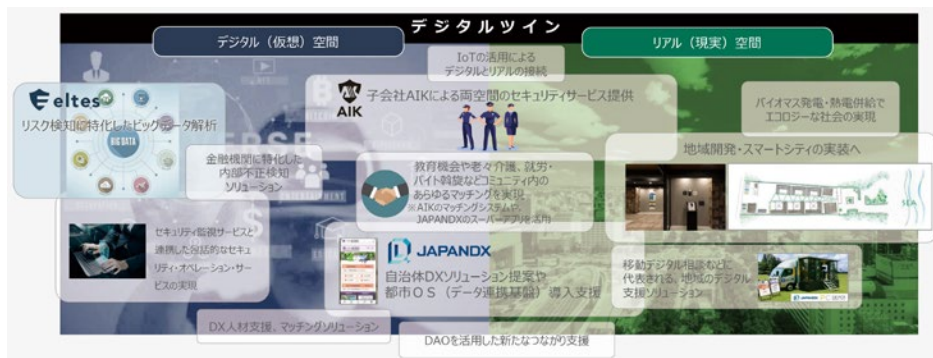 デジタルツイン
デジタル（仮想）空間
リアル（現実）空間
IoTの活用による
デジタルとリアルの接続
eltes
リスク検知に特化したビッグデータ解析
BIG DATA
AIK
子会社AIKによる両空間のセキュリティサービス提供
バイオマス発電・熱電併給で
エコロジーな社会の実現
金融機関に特化した
内部不正検知
ソリューション
教育機会や老々介護、就労・
バイト斡旋などコミュニティ内の
あらゆるマッチングを実現
※AIKのマッチングシステムや、
JAPANDXのスーパーアプリを活用
地域開発・スマートシティの実装へ
セキュリティ監視サービスと
連携した包括的なセキュ
リティ・オペレーション・サー
ビスの実現
JAPANDX
自治体DXソリューション提案や
都市OS（データ連携基盤）導入支援
移動デジタル相談などに
代表される、地域のデジタル
支援ソリューション
DX人材支援、マッチングソリューション
DAOを活用した新たなつながり支援